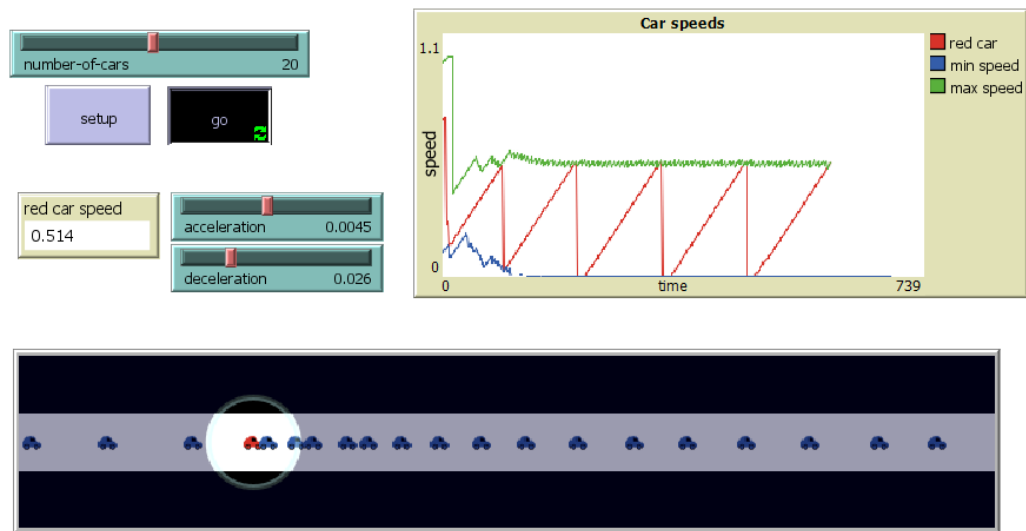 number-of-cars 20
setup
go
red car speed
0.514
acceleration 0.0045
deceleration 0.026
Car speeds
1.1
speed
0
0 time 739
red car
min speed
max speed